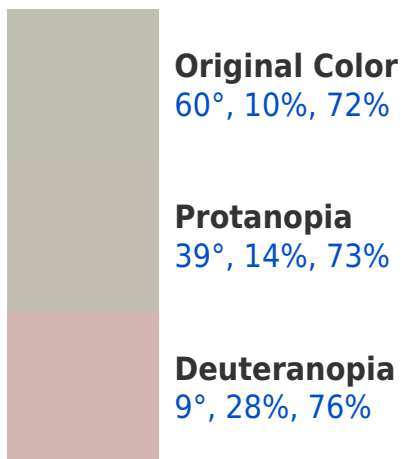 Original Color
60°, 10%, 72%
Protanopia
39°, 14%, 73%
Deuteranopia
9°, 28%, 76%